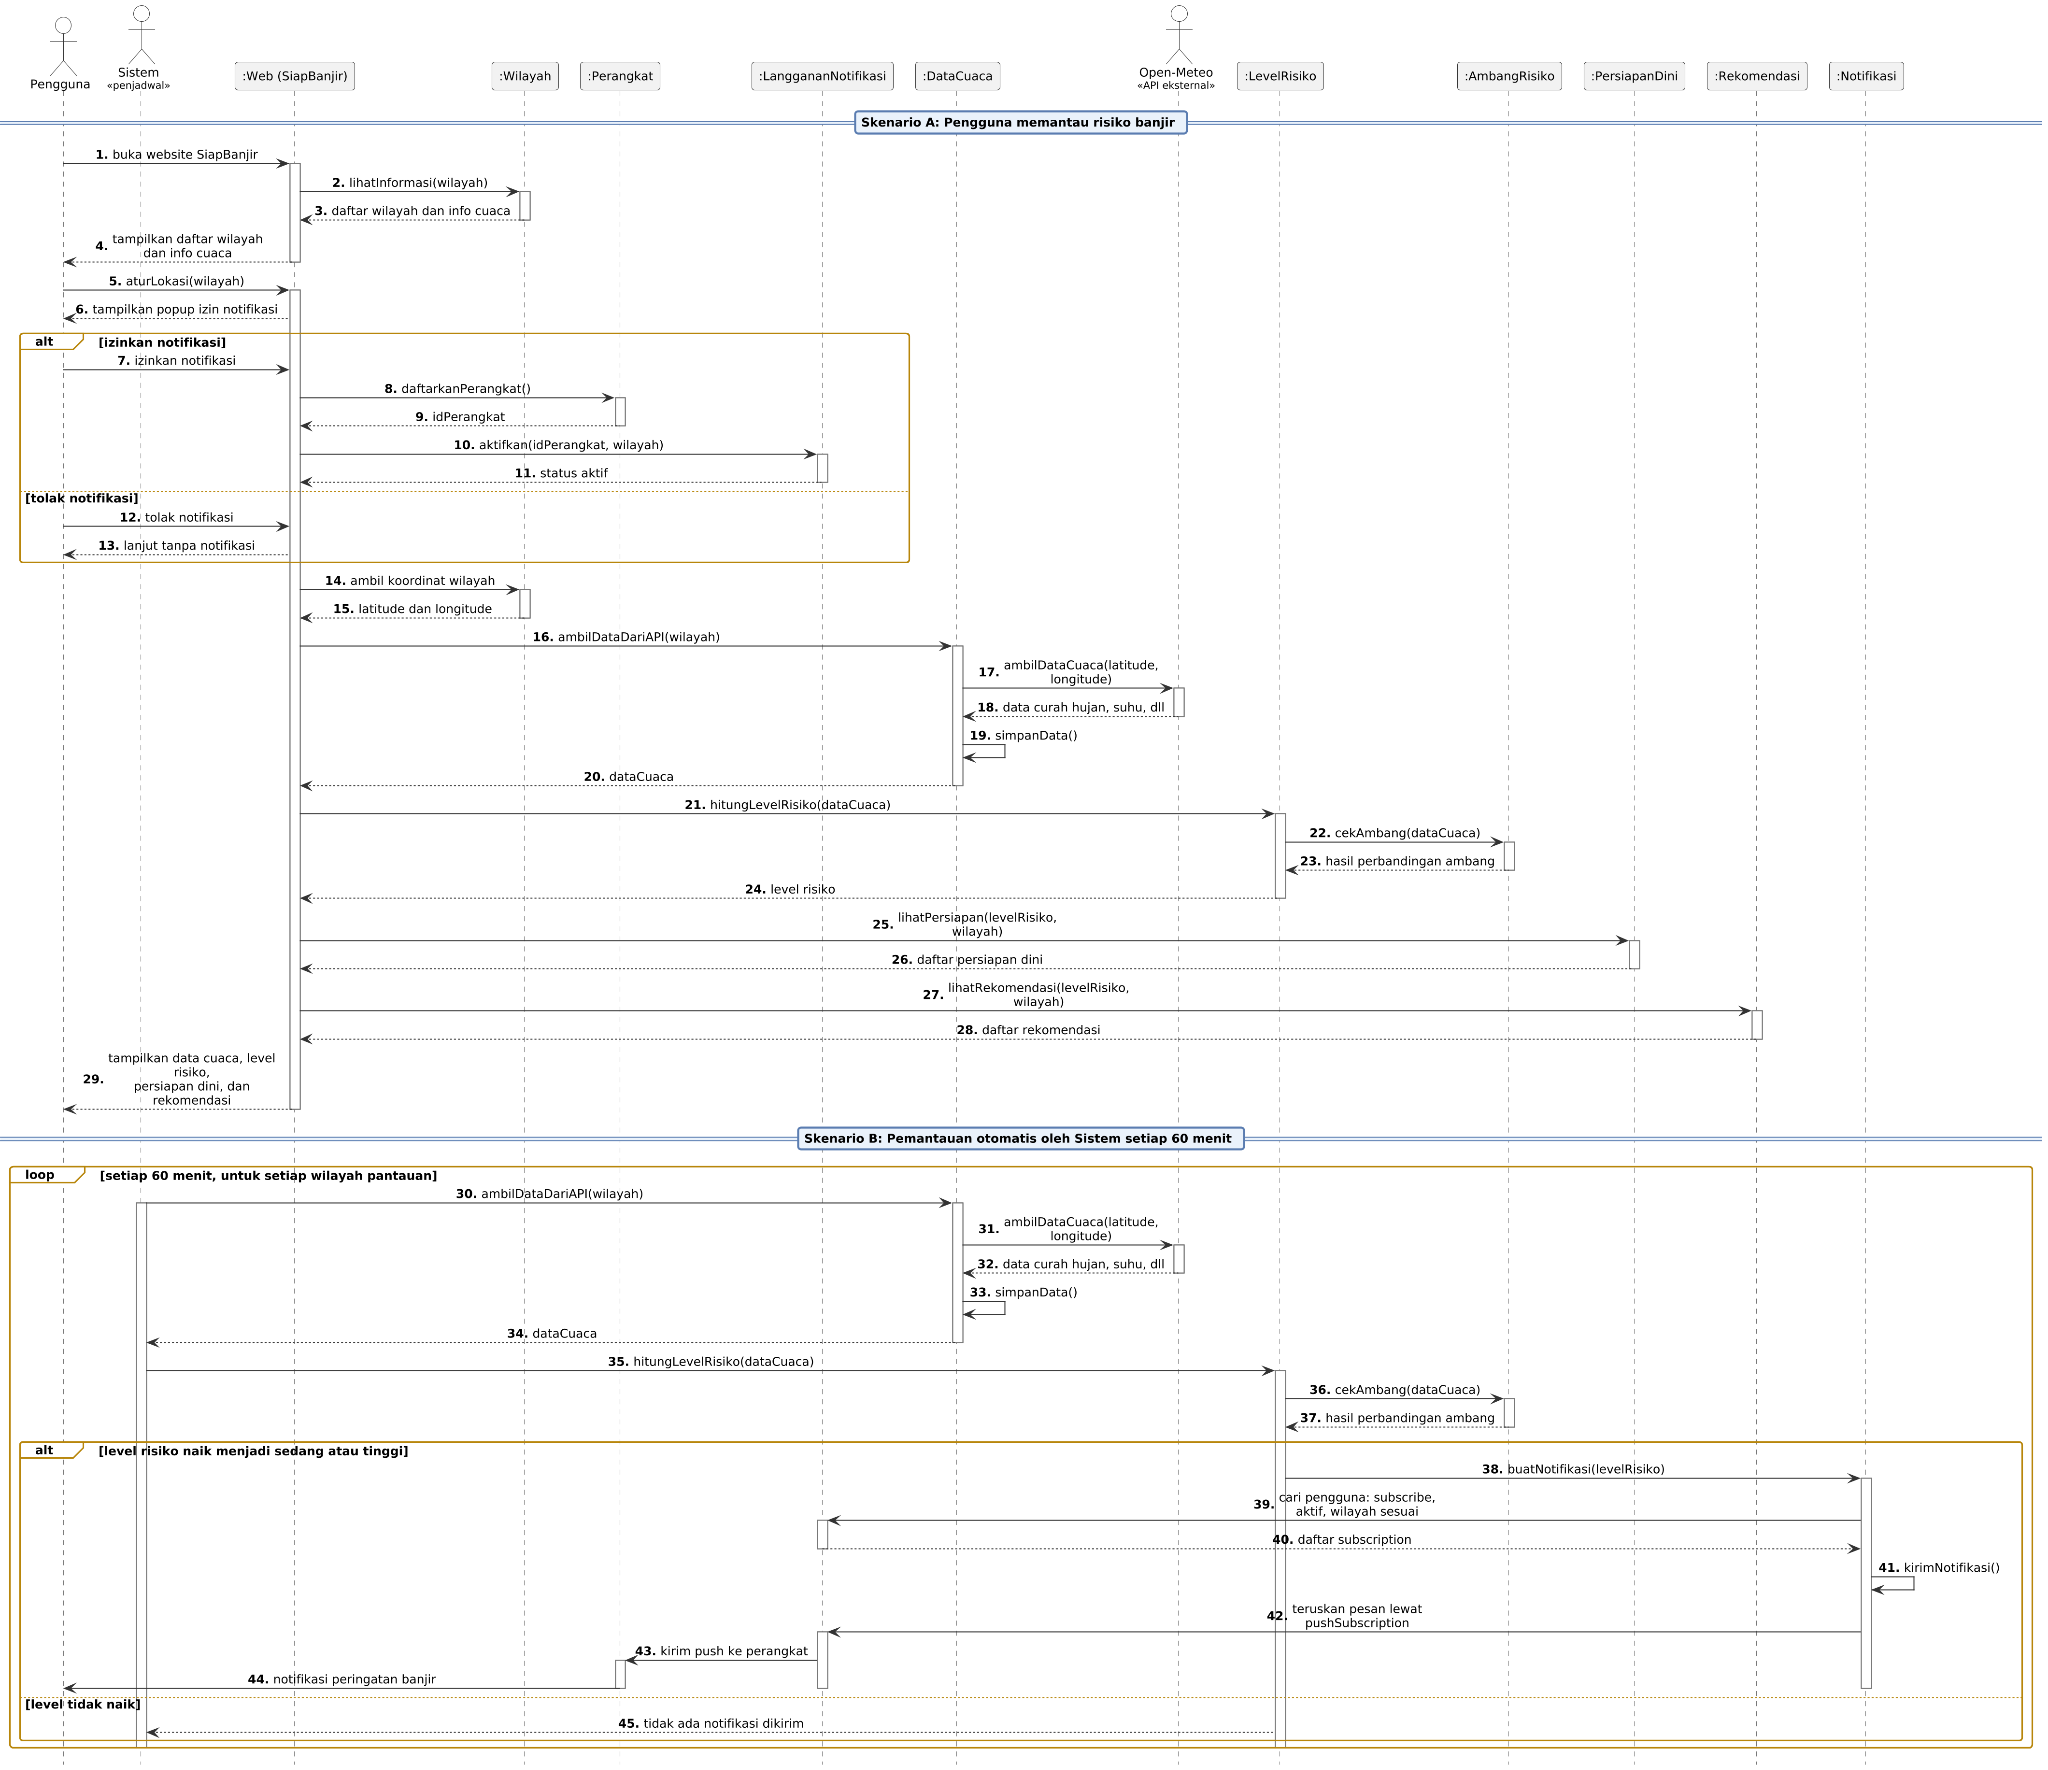 Pengguna
Sistem
«penjadwal»
:Web (SiapBanjir)
:Wilayah
:Perangkat
:LanggananNotifikasi
:DataCuaca
Open-Meteo
«API eksternal»
:LevelRisiko
:AmbangRisiko
:PersiapanDini
:Rekomendasi
:Notifikasi
Skenario A: Pengguna memantau risiko banjir
1. buka website SiapBanjir
2. lihatInformasi(wilayah)
3. daftar wilayah dan info cuaca
4. tampilkan daftar wilayah
dan info cuaca
5. aturLokasi(wilayah)
6. tampilkan popup izin notifikasi
alt [izinkan notifikasi]
7. izinkan notifikasi
8. daftarkanPerangkat()
9. idPerangkat
10. aktifkan(idPerangkat, wilayah)
11. status aktif
[tolak notifikasi]
12. tolak notifikasi
13. lanjut tanpa notifikasi
14. ambil koordinat wilayah
15. latitude dan longitude
16. ambilDataDariAPI(wilayah)
17. ambilDataCuaca(latitude,
longitude)
18. data curah hujan, suhu, dll
19. simpanData()
20. dataCuaca
21. hitungLevelRisiko(dataCuaca)
22. cekAmbang(dataCuaca)
23. hasil perbandingan ambang
24. level risiko
25. lihatPersiapan(levelRisiko,
wilayah)
26. daftar persiapan dini
27. lihatRekomendasi(levelRisiko,
wilayah)
28. daftar rekomendasi
29. tampilkan data cuaca, level
risiko,
persiapan dini, dan
rekomendasi
Skenario B: Pemantauan otomatis oleh Sistem setiap 60 menit
loop [setiap 60 menit, untuk setiap wilayah pantauan]
30. ambilDataDariAPI(wilayah)
31. ambilDataCuaca(latitude,
longitude)
32. data curah hujan, suhu, dll
33. simpanData()
34. dataCuaca
35. hitungLevelRisiko(dataCuaca)
36. cekAmbang(dataCuaca)
37. hasil perbandingan ambang
alt [level risiko naik menjadi sedang atau tinggi]
38. buatNotifikasi(levelRisiko)
39. cari pengguna: subscribe,
aktif, wilayah sesuai
40. daftar subscription
41. kirimNotifikasi()
42. teruskan pesan lewat
pushSubscription
43. kirim push ke perangkat
44. notifikasi peringatan banjir
[level tidak naik]
45. tidak ada notifikasi dikirim